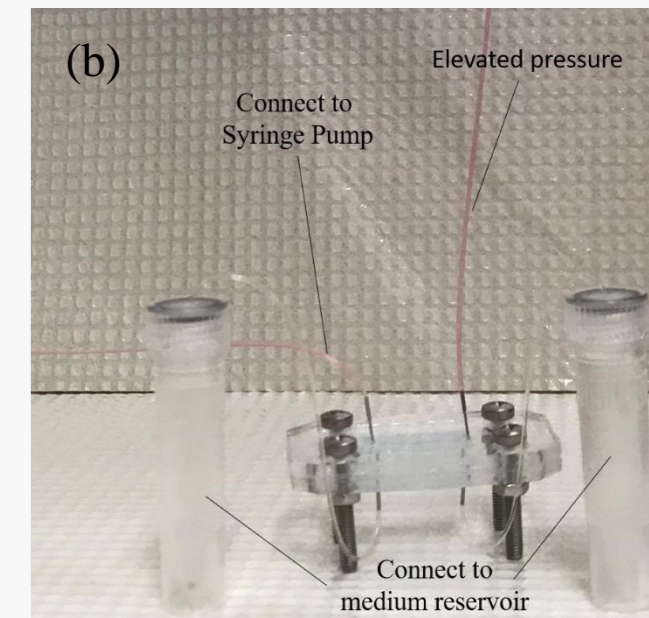 (b)
Elevated pressure
Connect to
Syringe Pump
Connect to
medium reservoir